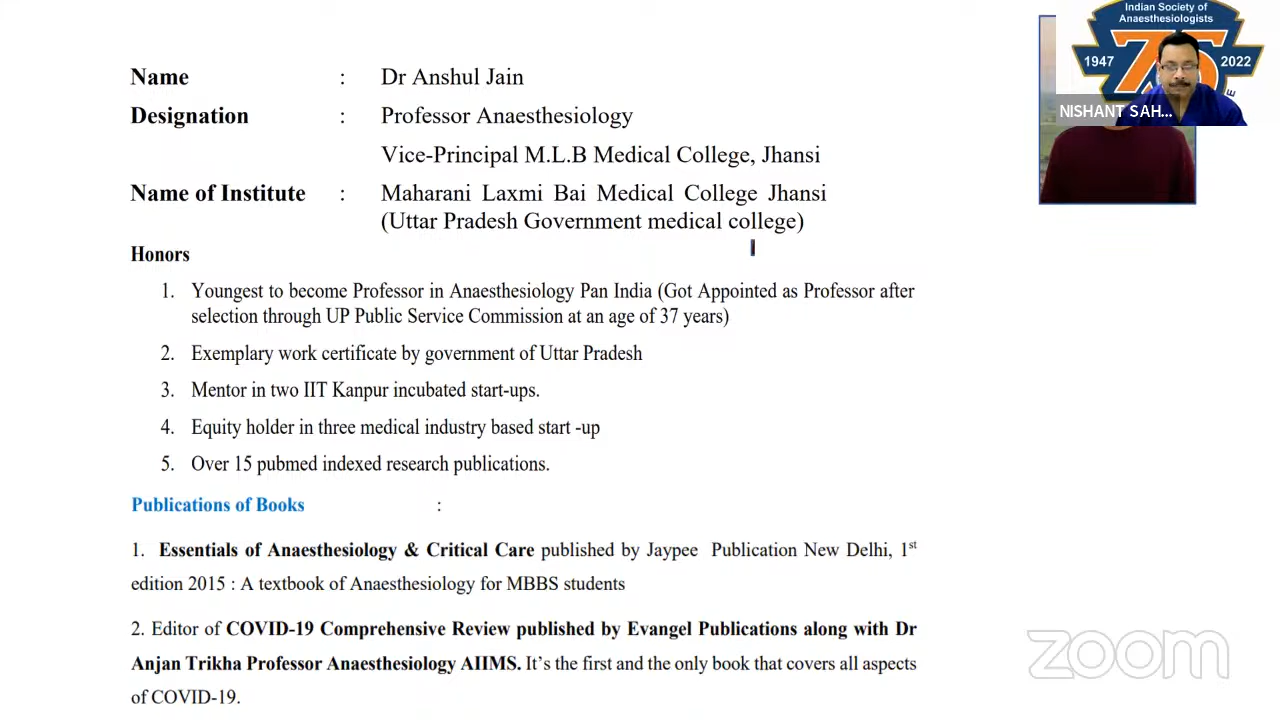 Indian Society of
Anaesthesiologists
1947 75 2022
NISHANT SAH...
Name : Dr Anshul Jain
Designation : Professor Anaesthesiology
Vice-Principal M.L.B Medical College, Jhansi
Name of Institute : Maharani Laxmi Bai Medical College Jhansi
(Uttar Pradesh Government medical college)
Honors
1. Youngest to become Professor in Anaesthesiology Pan India (Got Appointed as Professor after
selection through UP Public Service Commission at an age of 37 years)
2. Exemplary work certificate by government of Uttar Pradesh
3. Mentor in two IIT Kanpur incubated start-ups.
4. Equity holder in three medical industry based start -up
5. Over 15 pubmed indexed research publications.
Publications of Books :
1. Essentials of Anaesthesiology & Critical Care published by Jaypee Publication New Delhi, 1st
edition 2015 : A textbook of Anaesthesiology for MBBS students
2. Editor of COVID-19 Comprehensive Review published by Evangel Publications along with Dr
Anjan Trikha Professor Anaesthesiology AIIMS. It’s the first and the only book that covers all aspects
of COVID-19.
zoom